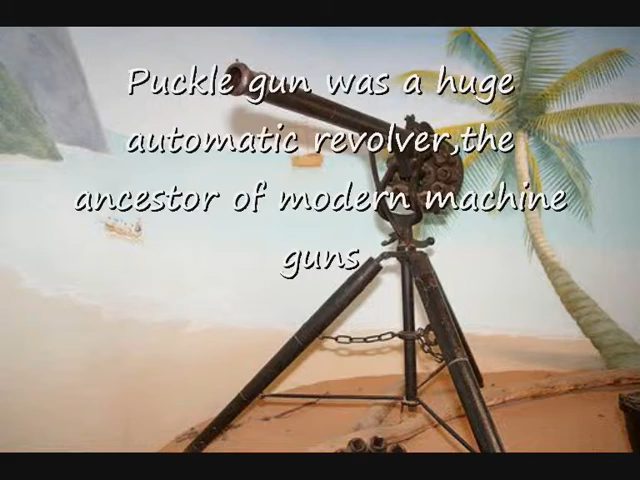 Puckle gun was a huge
automatic revolver,the
ancestor of modern machine
guns